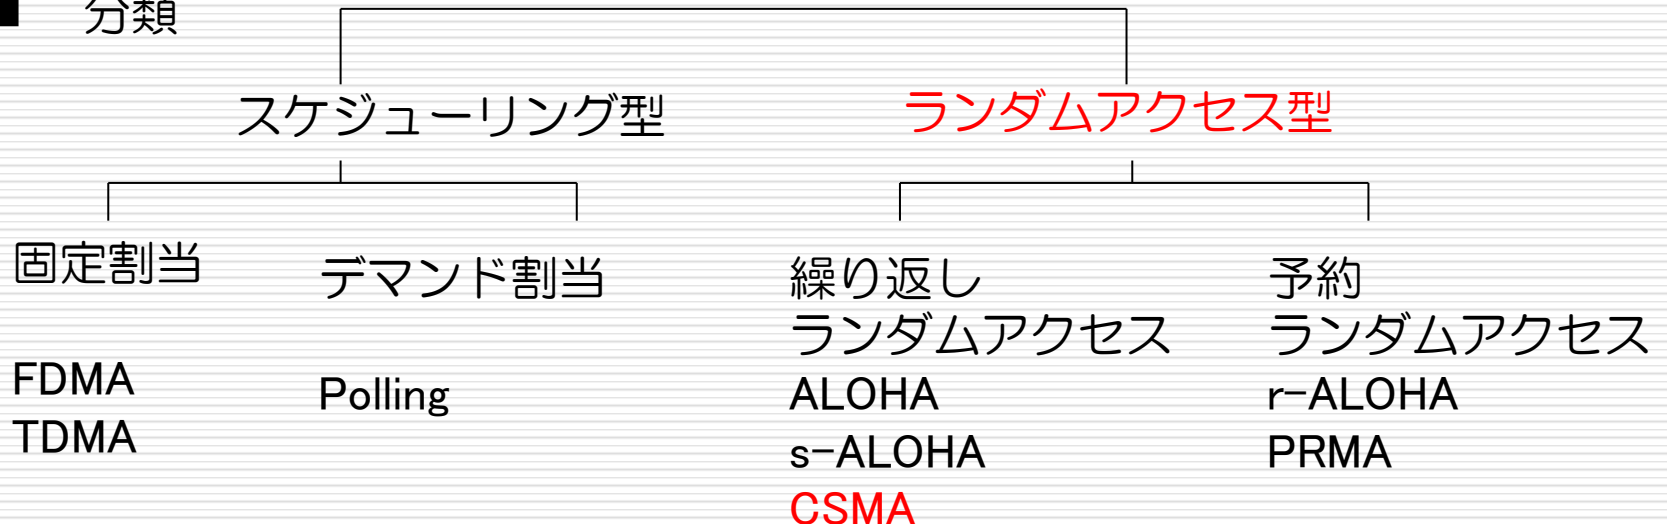 ■ 分類
スケジューリング型
ランダムアクセス型
固定割当
デマンド割当
繰り返し
ランダムアクセス
予約
ランダムアクセス
FDMA
TDMA
Polling
ALOHA
s-ALOHA
CSMA
r-ALOHA
PRMA